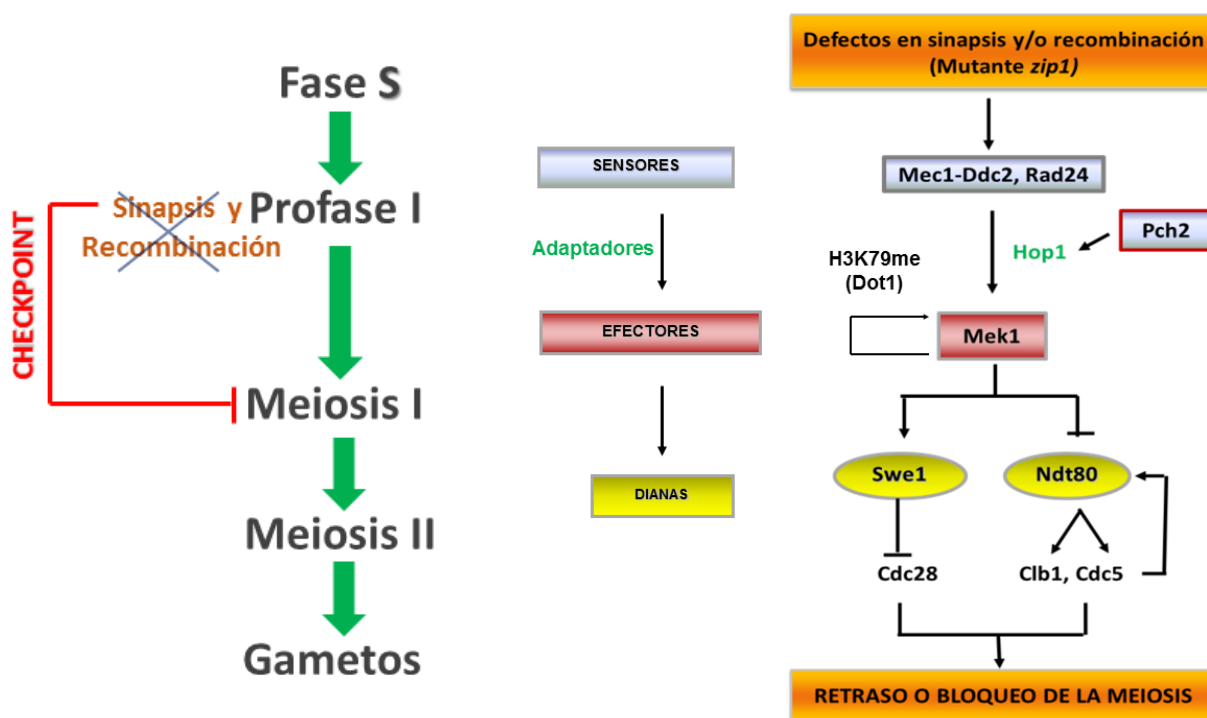 Fase S
Sinapsis y
Recombinación
Profase I
CHECKPOINT
Meiosis I
Meiosis II
Gametos
SENSORES
Adaptadores
EFECTORES
DIANAS
Defectos en sinapsis y/o recombinación
(Mutante zip1)
Mec1-Ddc2, Rad24
Pch2
Hop1
H3K79me
(Dot1)
Mek1
Swe1
Ndt80
Cdc28
Clb1, Cdc5
RETRASO O BLOQUEO DE LA MEIOSIS